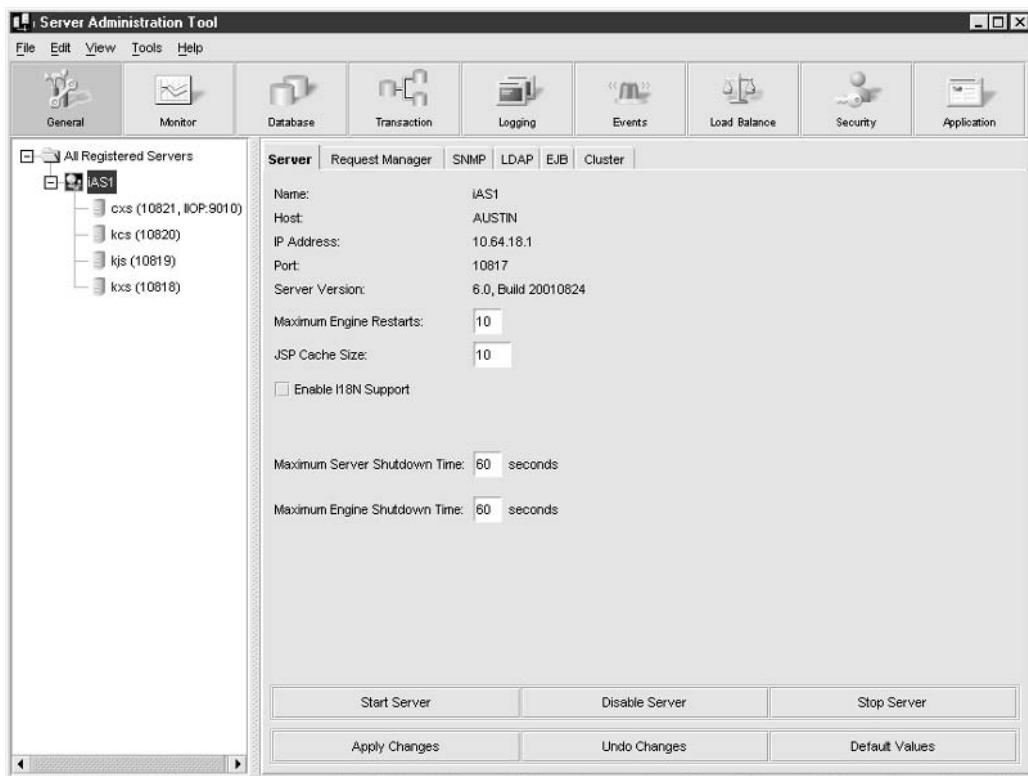 Server Administration Tool
File Edit View Tools Help
General Monitor Database Transaction Logging Events Load Balance Security Application
All Registered Servers
iAS1
cxs (10821, IIOP:9010)
kcs (10820)
kjs (10819)
kxs (10818)
Server Request Manager SNMP LDAP EJB Cluster
Name: iAS1
Host: AUSTIN
IP Address: 10.64.18.1
Port: 10817
Server Version: 6.0, Build 20010824
Maximum Engine Restarts: 10
JSP Cache Size: 10
Enable I18N Support
Maximum Server Shutdown Time: 60 seconds
Maximum Engine Shutdown Time: 60 seconds
Start Server Disable Server Stop Server
Apply Changes Undo Changes Default Values